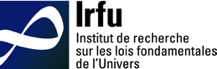 Irfu
Institut de recherche
sur les lois fondamentales
de l'Univers